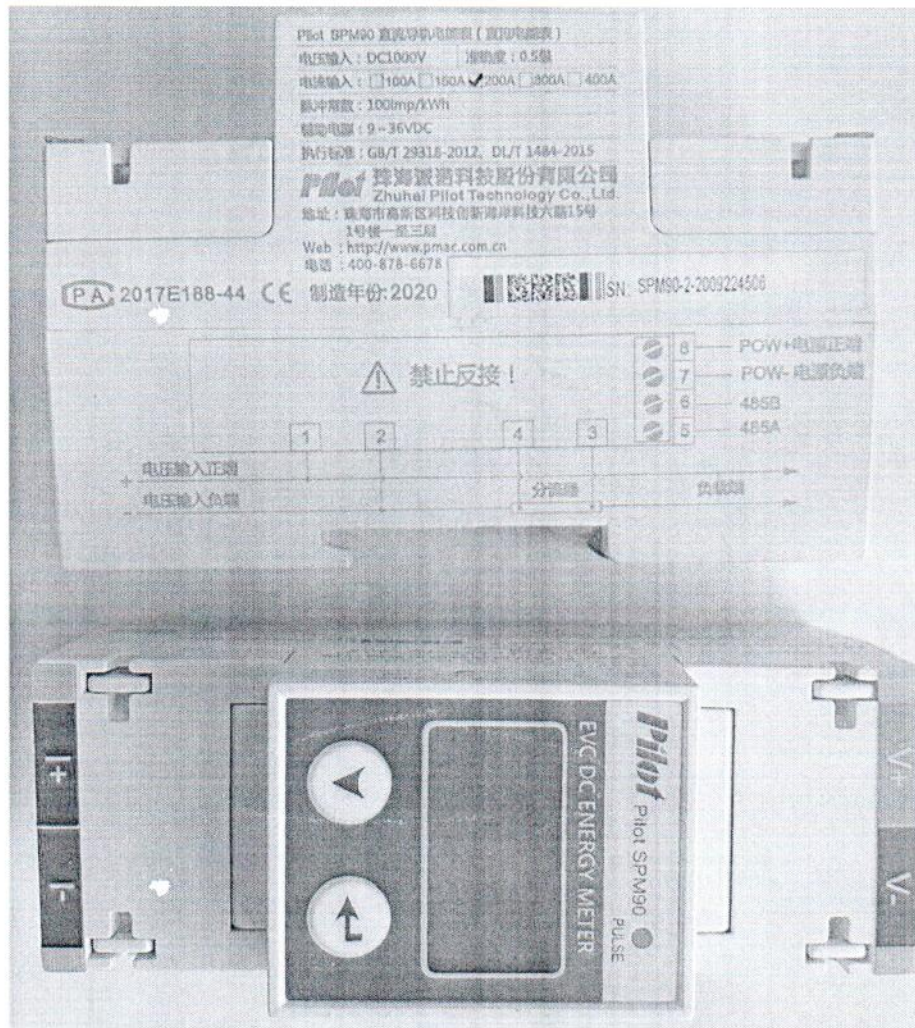 Pilot SPM90 直流导轨电能表 ( 直流电能表 )
电压输入：DC1000V 准确度：0.5级
电流输入：□100A□150A✓200A□300A□400A
脉冲常数：100imp/kWh
辅助电源：9~36VDC
执行标准：GB/T 29318-2012、DL/T 1484-2015
Pilot 珠海派诺科技股份有限公司
Zhuhai Pilot Technology Co.,Ltd.
地址：珠海市高新区科技创新海岸科技六路15号
1号楼一至三层
Web：http://www.pmac.com.cn
电话：400-878-6678
CPA 2017E188-44 CE 制造年份:2020
SN: SPM90-2-2009224506
禁止反接！
8 POW+电源正端
7 POW- 电源负端
6 485B
5 485A
1 2 4 3
+ 电压输入正端
- 电压输入负端 分流器 负载端
I+
I-
EVC DC ENERGY METER
Pilot Pilot SPM90
PULSE
V+
V-